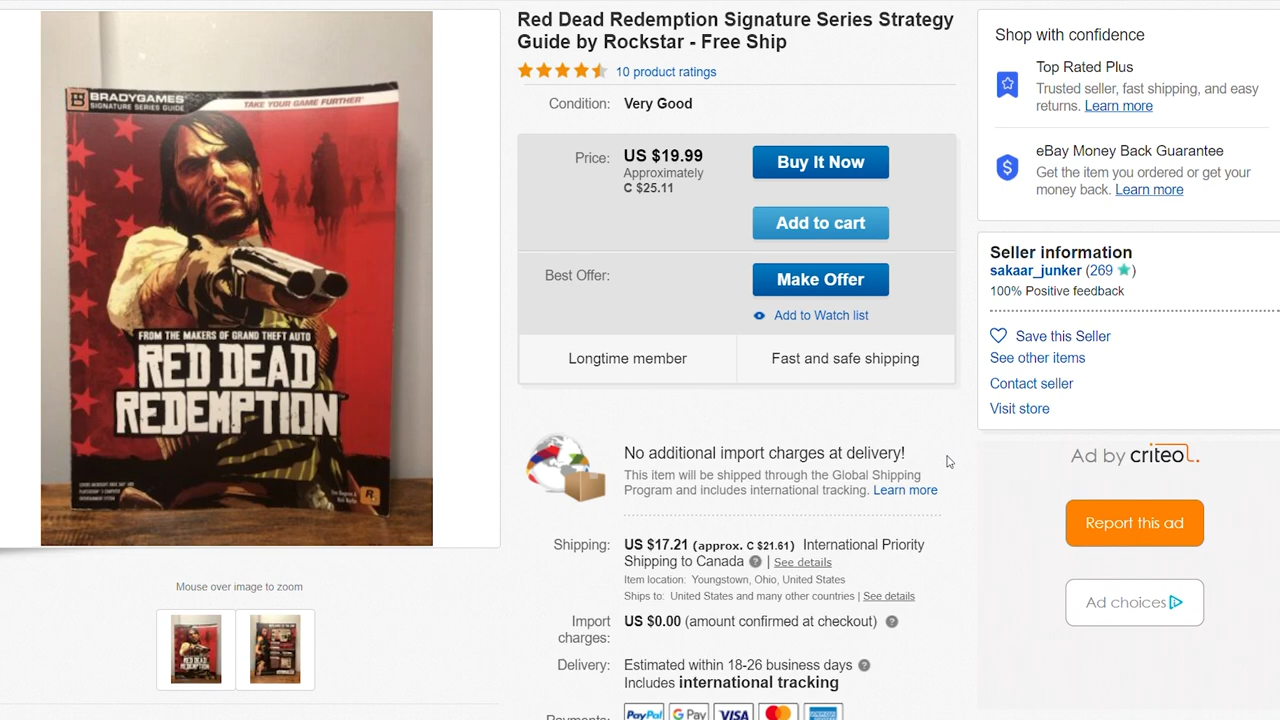 Red Dead Redemption Signature Series Strategy
Guide by Rockstar - Free Ship
10 product ratings
Condition: Very Good
Price: US $19.99
Approximately
C $25.11
Buy It Now
Add to cart
Best Offer:
Make Offer
Add to Watch list
Longtime member
Fast and safe shipping
No additional import charges at delivery!
This item will be shipped through the Global Shipping
Program and includes international tracking. Learn more
Shipping: US $17.21 (approx. C $21.61) International Priority
Shipping to Canada ? | See details
Item location: Youngstown, Ohio, United States
Ships to: United States and many other countries | See details
Import charges: US $0.00 (amount confirmed at checkout) ?
Delivery: Estimated within 18-26 business days ?
Includes international tracking
Payments:
PayPal G Pay VISA
BRADYGAMES
SIGNATURE SERIES GUIDE
TAKE YOUR GAME FURTHER
FROM THE MAKERS OF GRAND THEFT AUTO
RED DEAD
REDEMPTION
Mouse over image to zoom
Shop with confidence
Top Rated Plus
Trusted seller, fast shipping, and easy
returns. Learn more
eBay Money Back Guarantee
Get the item you ordered or get your
money back. Learn more
Seller information
sakaar_junker (269 )
100% Positive feedback
Save this Seller
See other items
Contact seller
Visit store
Ad by criteo.
Report this ad
Ad choices